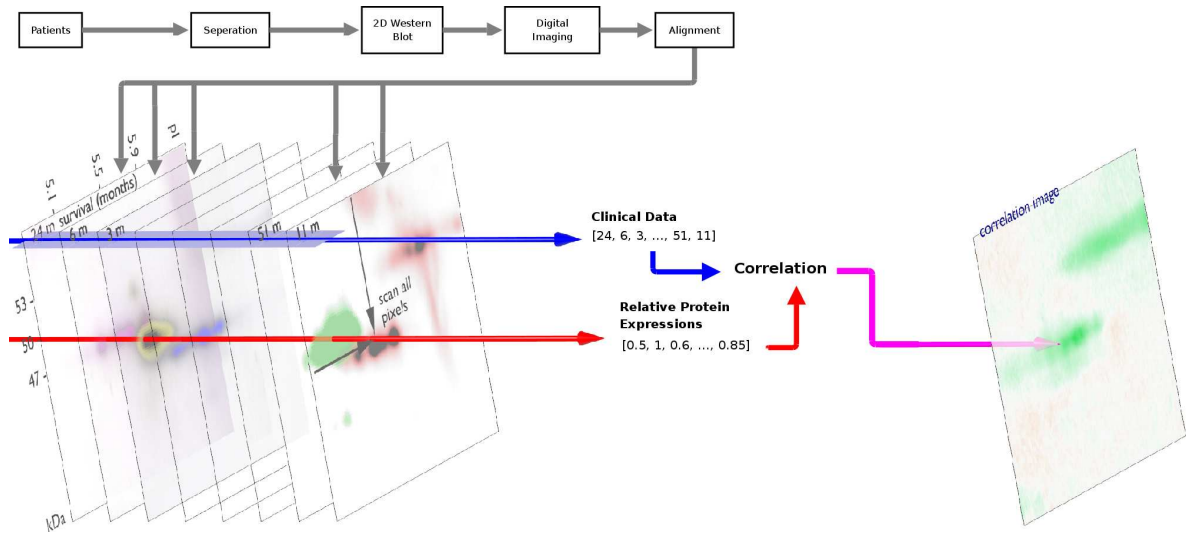 Patients
Seperation
2D Western
Blot
Digital
Imaging
Alignment
pI
5.9
5.5
5.1
survival (months)
24 m
6 m
3 m
51 m
11 m
53
50
47
kDa
scan all
pixels
Clinical Data
[24, 6, 3, ..., 51, 11]
Correlation
Relative Protein
Expressions
[0.5, 1, 0.6, ..., 0.85]
correlation image